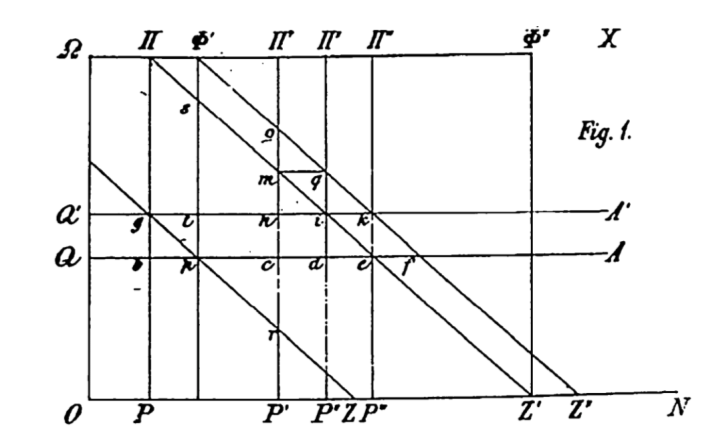 Ω Π Φ' Π' Π' Π'' Φ'' X
Fig. 1.
s o
m q
Q' g l h i k A'
Q b p c d e f A
r
O P P' P'' Z P''' Z' Z'' N